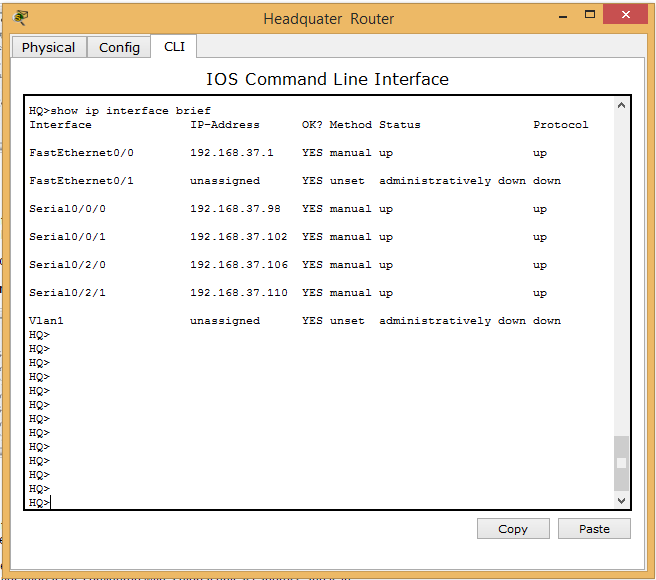 Headquater Router
Physical Config CLI
IOS Command Line Interface
HQ>show ip interface brief
Interface IP-Address OK? Method Status Protocol
FastEthernet0/0 192.168.37.1 YES manual up up
FastEthernet0/1 unassigned YES unset administratively down down
Serial0/0/0 192.168.37.98 YES manual up up
Serial0/0/1 192.168.37.102 YES manual up up
Serial0/2/0 192.168.37.106 YES manual up up
Serial0/2/1 192.168.37.110 YES manual up up
Vlan1 unassigned YES unset administratively down down
HQ>
HQ>
HQ>
HQ>
HQ>
HQ>
HQ>
HQ>
HQ>
HQ>
HQ>
HQ>
HQ>
Copy Paste